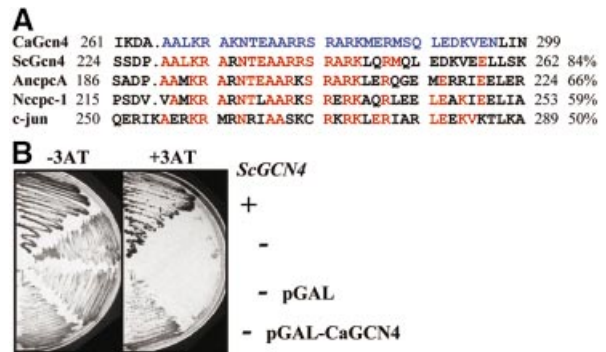 A
CaGcn4 261 IKDA.AALKR AKNTEAARRS RARKMERMSQ LEDKVENLIN 299
ScGcn4 224 SSDP.AALKR ARNTEAARRS RARKLQRMQL EDKVEELLSK 262 84%
AncpcA 186 SADP.AAMKR ARNTEAARKS RARKLERQGE MERRIEELER 224 66%
Nccpc-1 215 PSDV.VAMKR ARNTLAARKS RERKAQRLEE LEAKIEELIA 253 59%
c-jun 250 QERIKAERKR MRNRIAASKC RKRKLERIAR LEEKVKTLKA 289 50%
B
-3AT +3AT
ScGCN4
+
-
- pGAL
- pGAL-CaGCN4